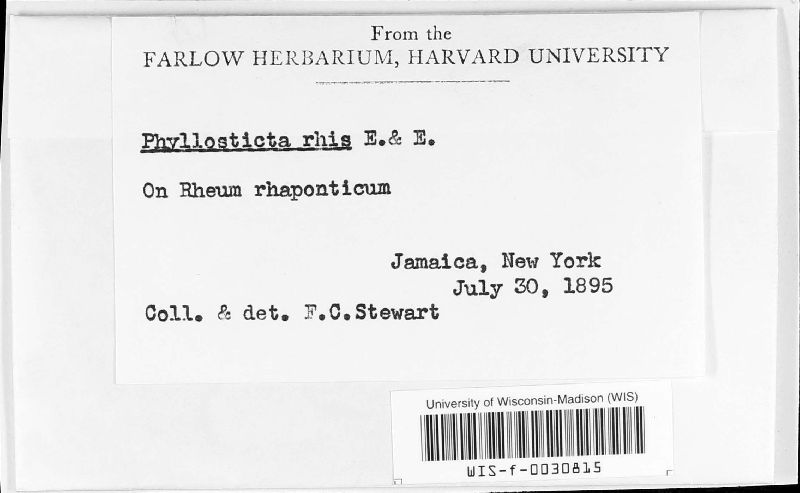 From the
FARLOW HERBARIUM, HARVARD UNIVERSITY
Phyllosticta rhis E.& E.
On Rheum rhaponticum
Jamaica, New York
July 30, 1895
Coll. & det. F.C.Stewart
University of Wisconsin-Madison (WIS)
WIS-f-0030815